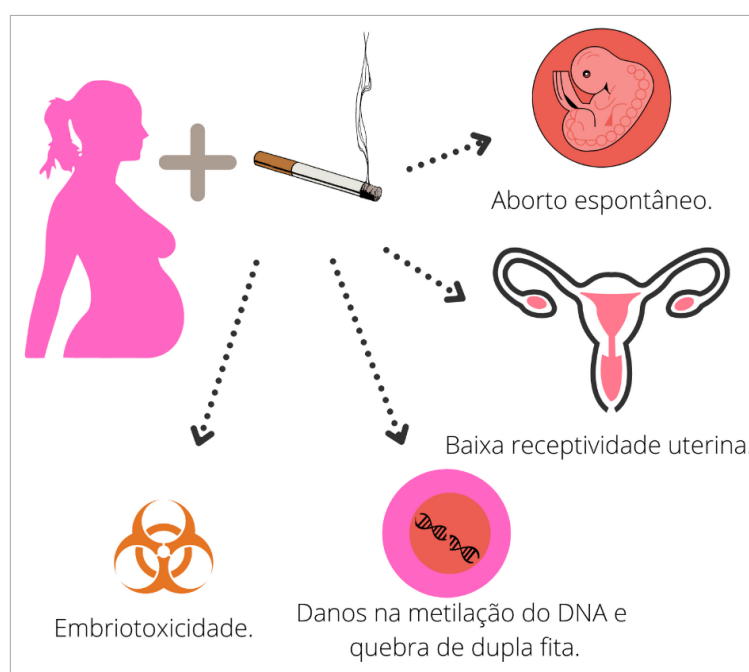 Aborto espontâneo.
Baixa receptividade uterina.
Embriotoxicidade.
Danos na metilação do DNA e
quebra de dupla fita.